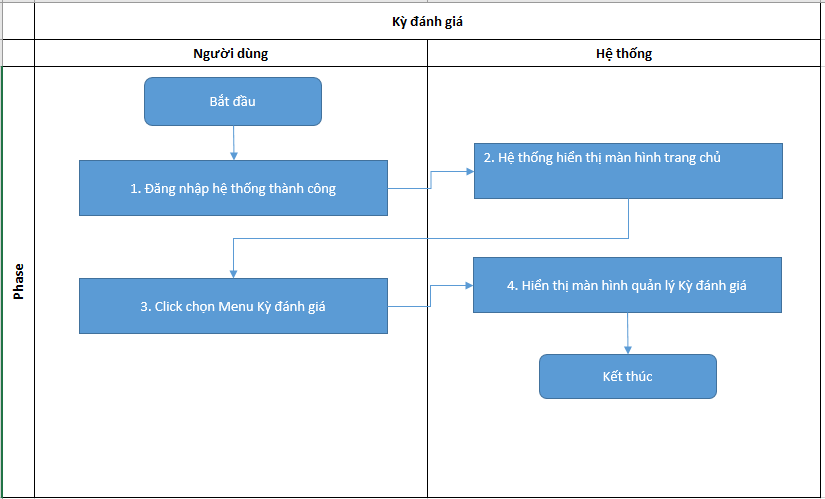 Kỳ đánh giá
Người dùng
Hệ thống
Phase
Bắt đầu
1. Đăng nhập hệ thống thành công
2. Hệ thống hiển thị màn hình trang chủ
3. Click chọn Menu Kỳ đánh giá
4. Hiển thị màn hình quản lý Kỳ đánh giá
Kết thúc